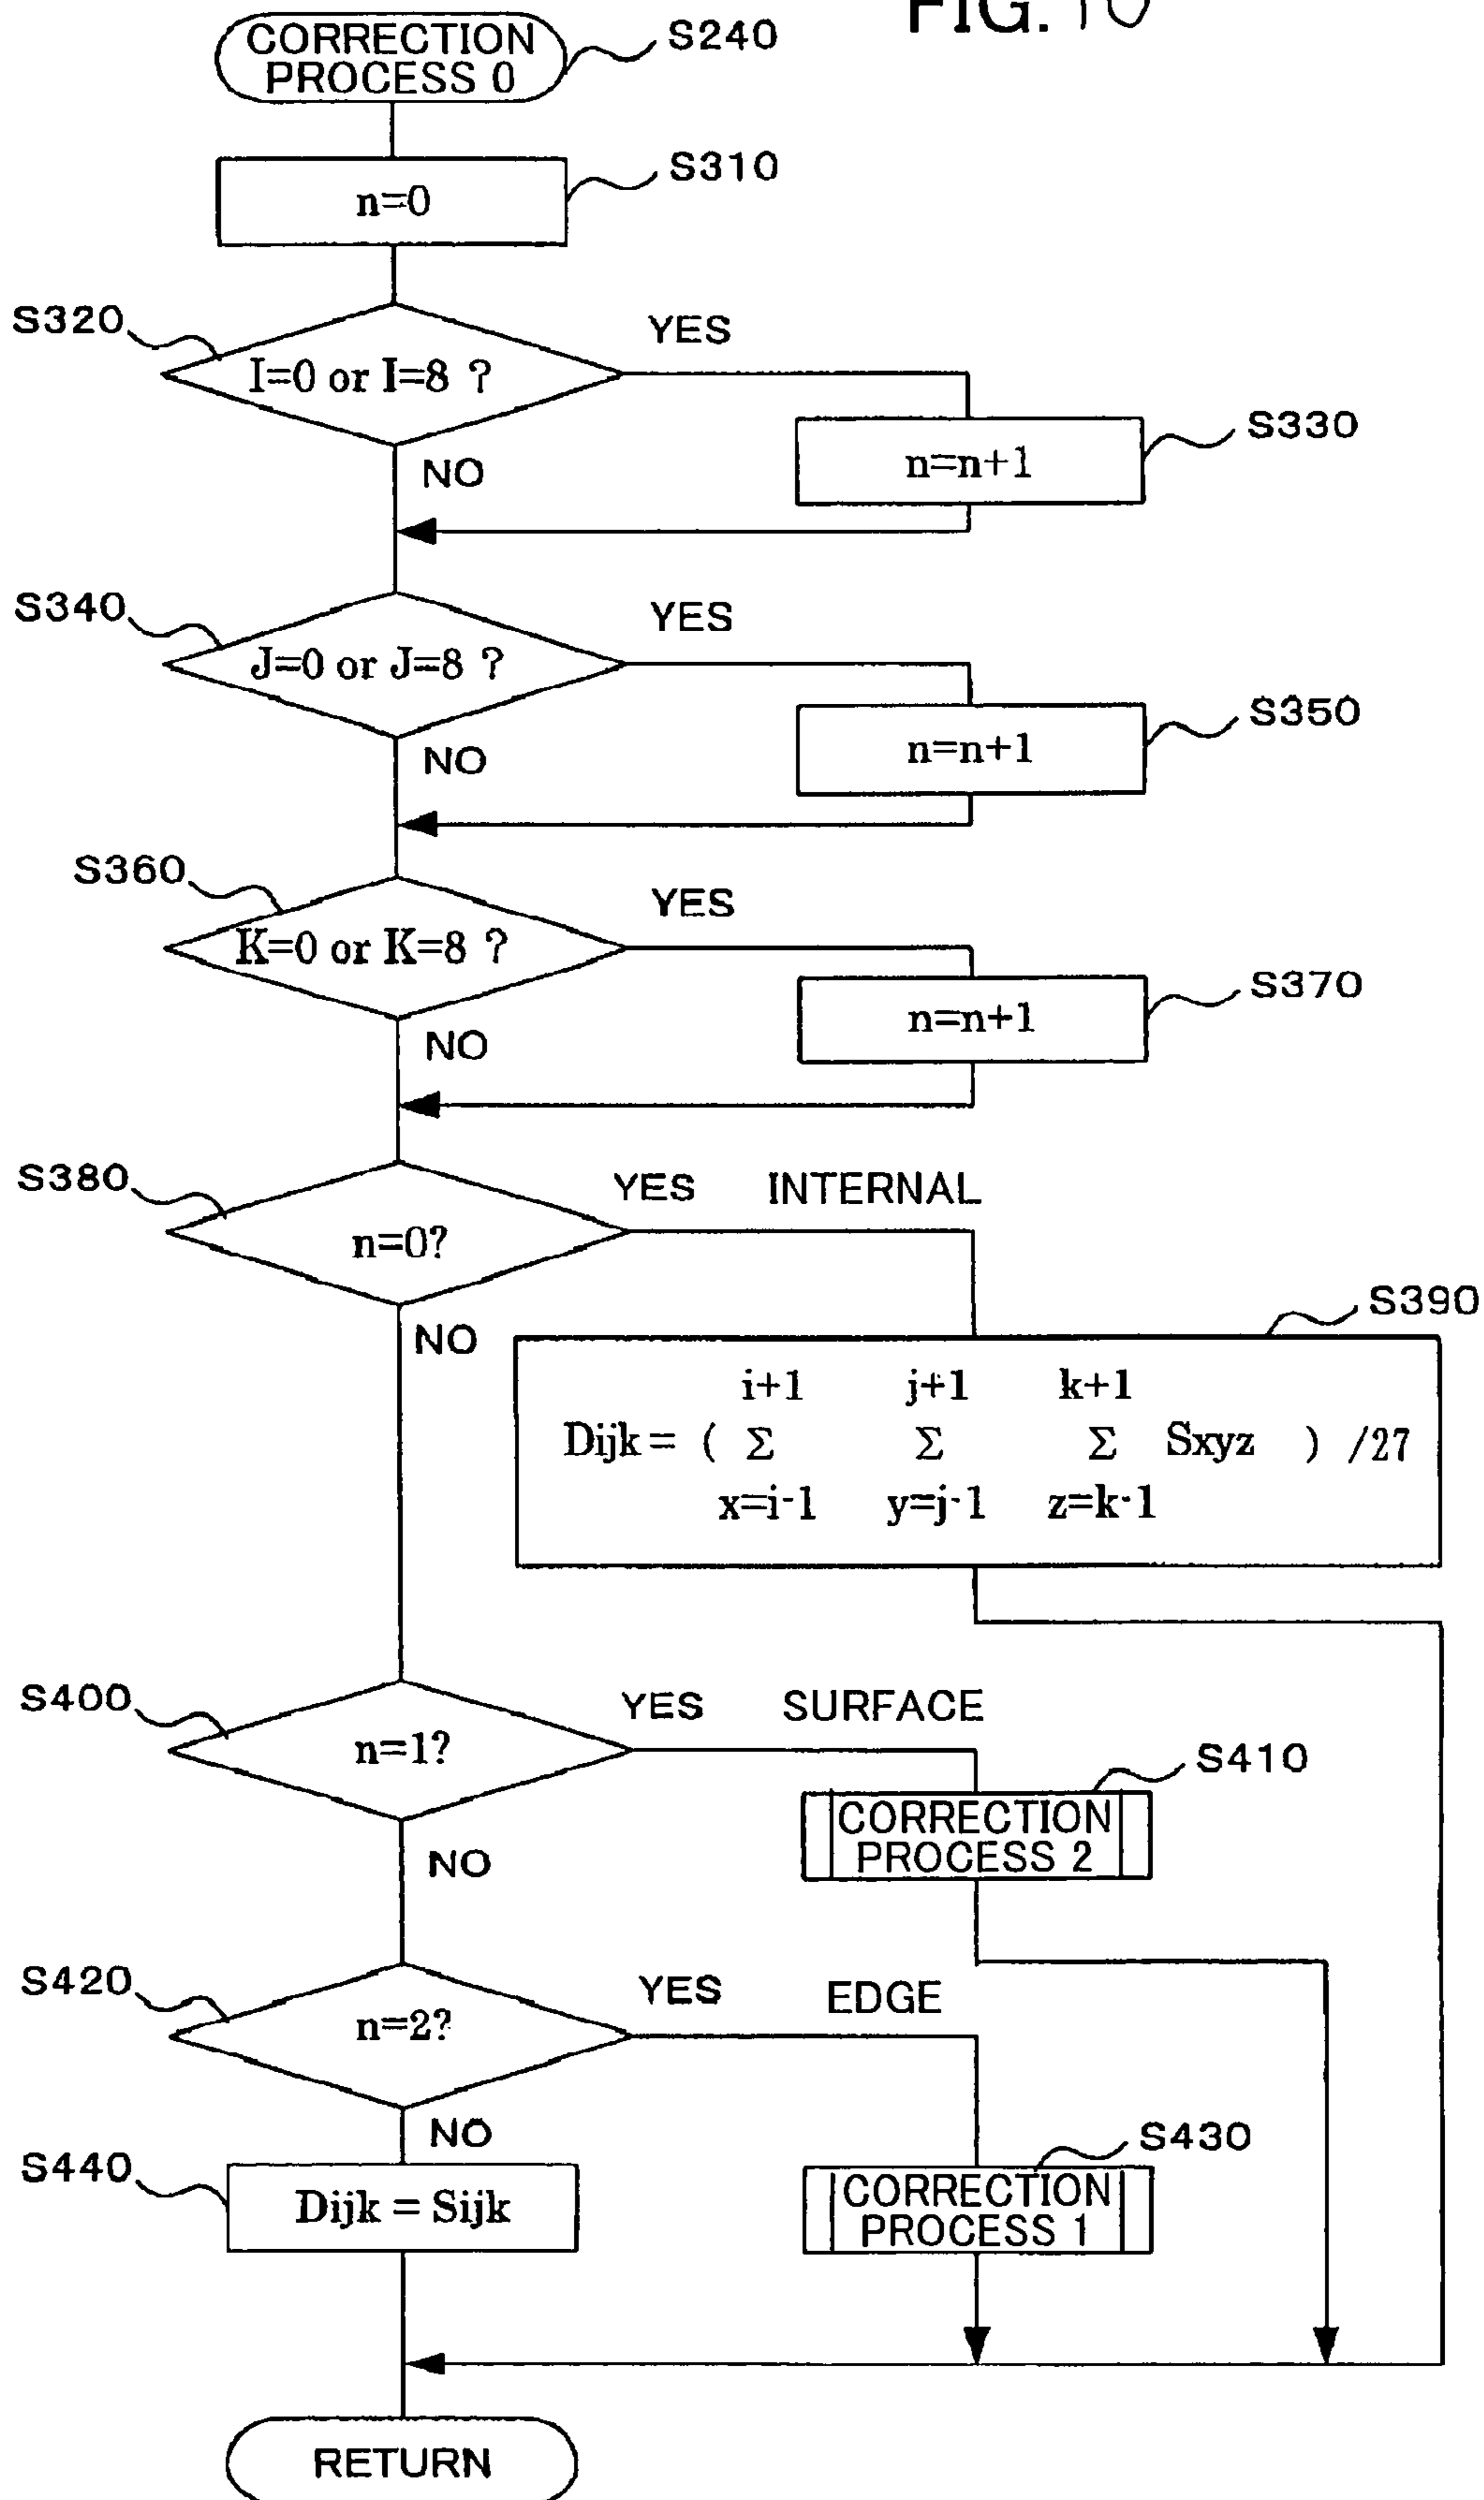 FIG. 10
CORRECTION
PROCESS 0
S240
n=0
S310
S320
I=0 or I=8 ?
YES
NO
n=n+1
S330
S340
J=0 or J=8 ?
YES
NO
n=n+1
S350
S360
K=0 or K=8 ?
YES
NO
n=n+1
S370
S380
n=0?
YES INTERNAL
NO
S390
i+1 j+1 k+1
Dijk = ( Σ Σ Σ Sxyz ) /27
x=i-1 y=j-1 z=k-1
S400
n=1?
YES SURFACE
NO
S410
CORRECTION
PROCESS 2
S420
n=2?
YES EDGE
NO
S430
CORRECTION
PROCESS 1
S440
Dijk = Sijk
RETURN